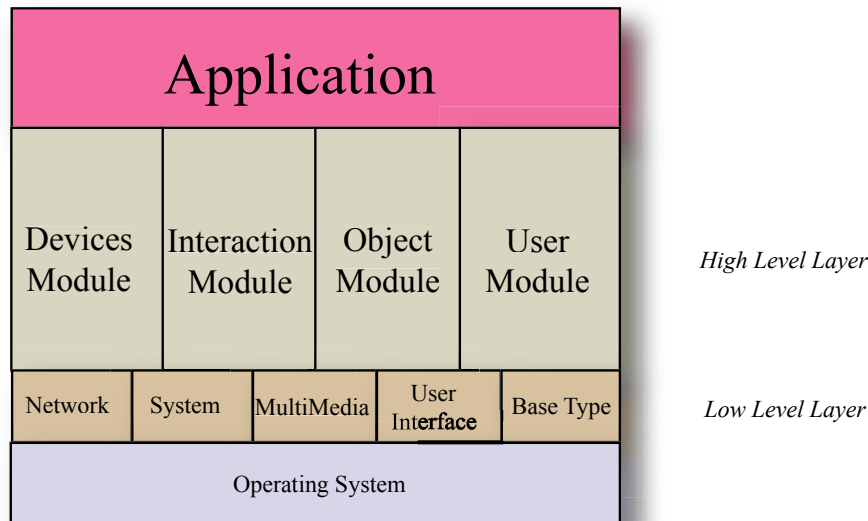 Application
Devices
Module
Interaction
Module
Object
Module
User
Module
High Level Layer
Network
System
MultiMedia
User
Interface
Base Type
Low Level Layer
Operating System